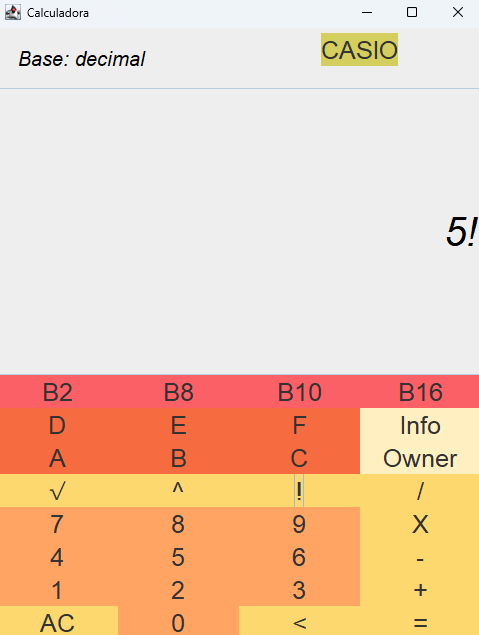 Calculadora
Base: decimal CASIO
5!
B2 B8 B10 B16
D E F Info
A B C Owner
√ ^ ! /
7 8 9 X
4 5 6 -
1 2 3 +
AC 0 < =